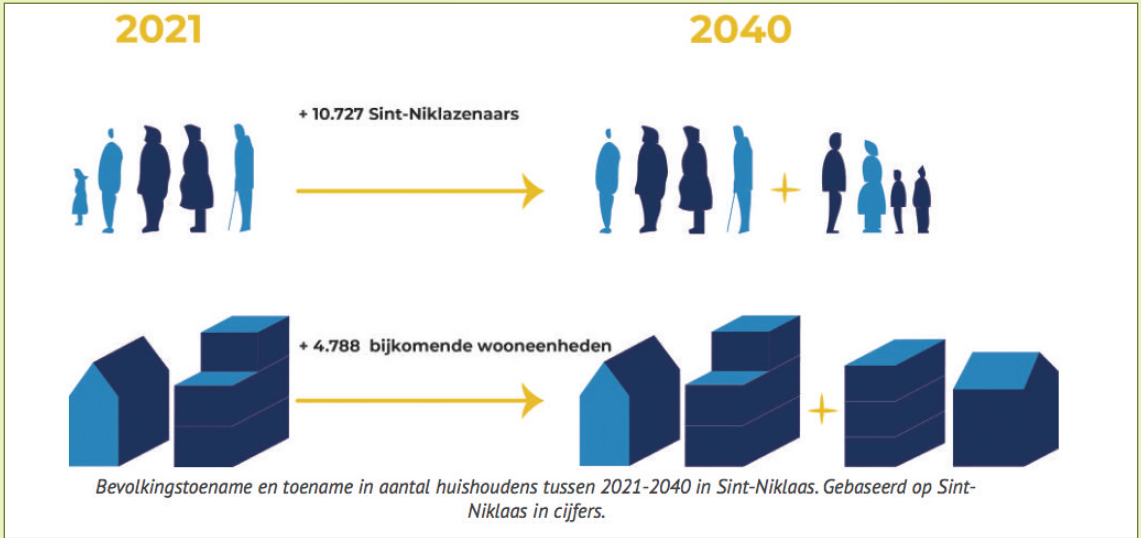 2021
2040
+ 10.727 Sint-Niklazenaars
+ 4.788 bijkomende wooneenheden
Bevolkingstoename en toename in aantal huishoudens tussen 2021-2040 in Sint-Niklaas. Gebaseerd op Sint-
Niklaas in cijfers.